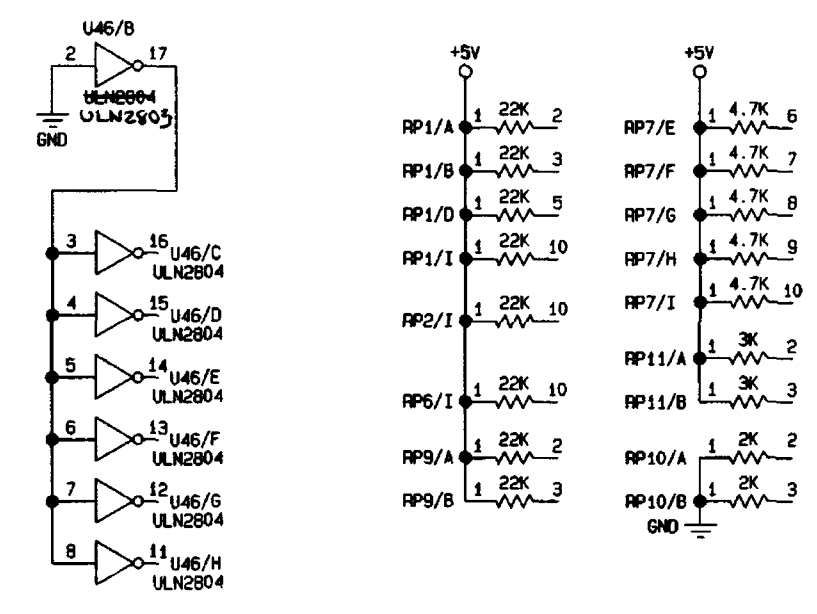 U46/B
2 17
ULN2804
ULN2803
GND
3 16 U46/C
ULN2804
4 15 U46/D
ULN2804
5 14 U46/E
ULN2804
6 13 U46/F
ULN2804
7 12 U46/G
ULN2804
8 11 U46/H
ULN2804
+5V
RP1/A 1 22K 2
RP1/B 1 22K 3
RP1/D 1 22K 5
RP1/I 1 22K 10
RP2/I 1 22K 10
RP6/I 1 22K 10
RP9/A 1 22K 2
RP9/B 1 22K 3
+5V
RP7/E 1 4.7K 6
RP7/F 1 4.7K 7
RP7/G 1 4.7K 8
RP7/H 1 4.7K 9
RP7/I 1 4.7K 10
RP11/A 1 3K 2
RP11/B 1 3K 3
RP10/A 1 2K 2
RP10/B 1 2K 3
GND